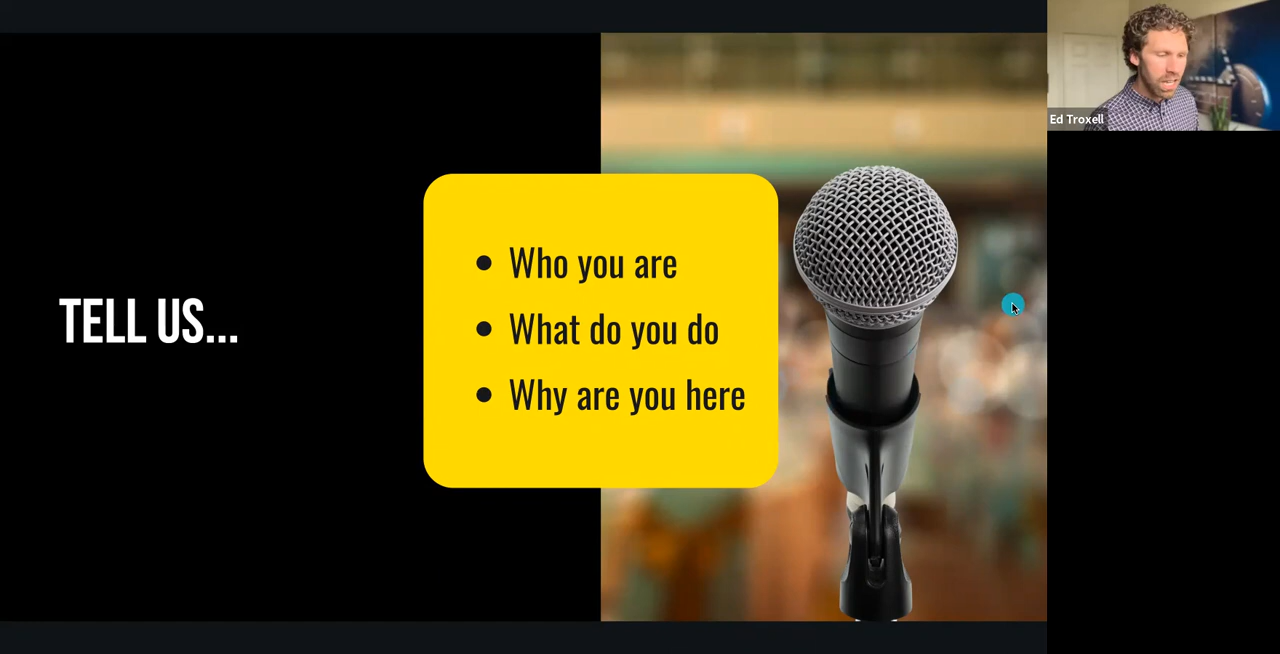 TELL US...
Who you are
What do you do
Why are you here
Ed Troxell